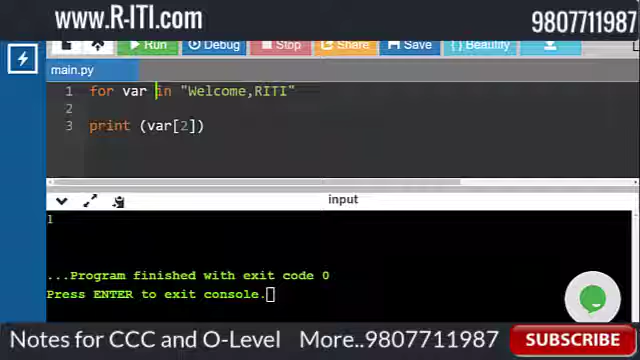 www.R-ITI.com
9807711987
Run
Debug
Stop
Share
Save
{ } Beautify
main.py
1 for var in "Welcome,RITI"
2
3 print (var[2])
input
l
...Program finished with exit code 0
Press ENTER to exit console.
Notes for CCC and O-Level More..9807711987 SUBSCRIBE